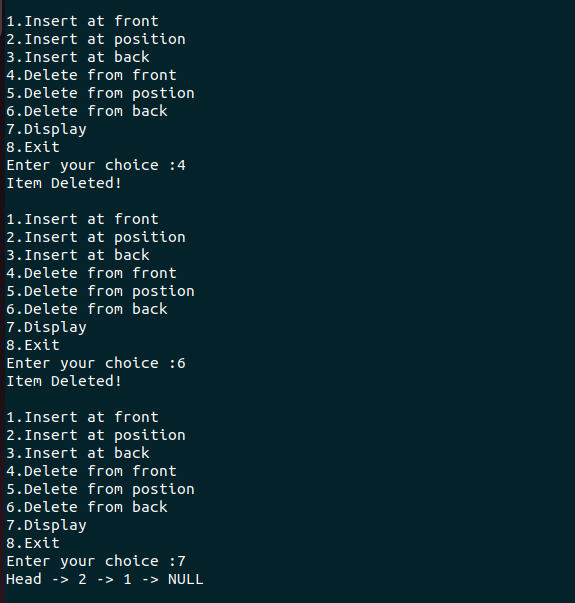 1.Insert at front
2.Insert at position
3.Insert at back
4.Delete from front
5.Delete from postion
6.Delete from back
7.Display
8.Exit
Enter your choice :4
Item Deleted!
1.Insert at front
2.Insert at position
3.Insert at back
4.Delete from front
5.Delete from postion
6.Delete from back
7.Display
8.Exit
Enter your choice :6
Item Deleted!
1.Insert at front
2.Insert at position
3.Insert at back
4.Delete from front
5.Delete from postion
6.Delete from back
7.Display
8.Exit
Enter your choice :7
Head -> 2 -> 1 -> NULL